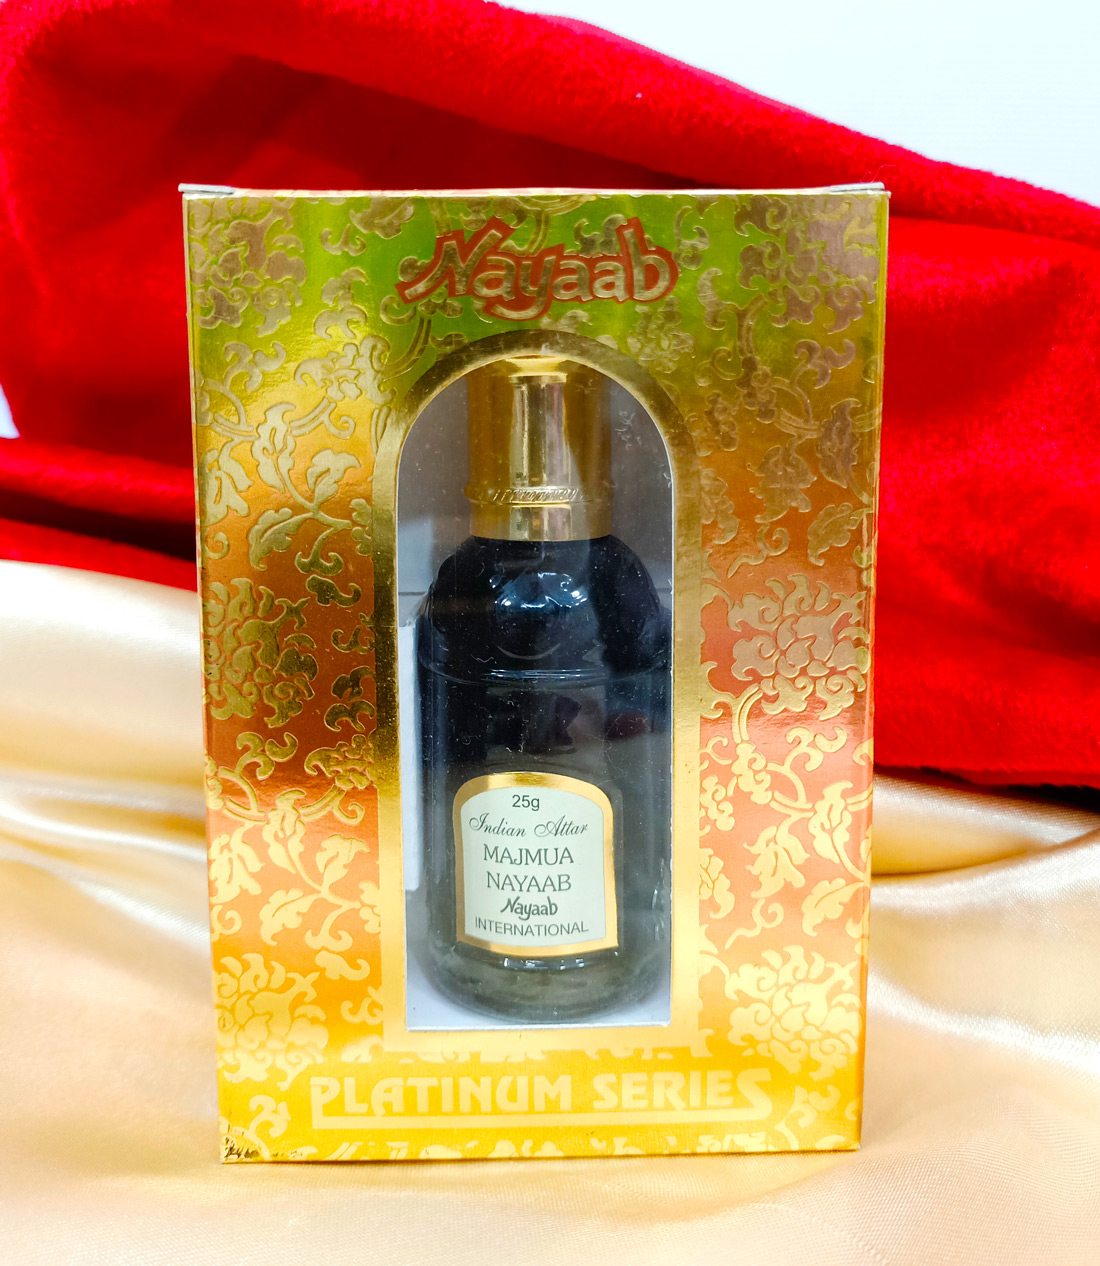 Nayaab
25g
Indian Attar
MAJMUA
NAYAAB
Nayaab
INTERNATIONAL
PLATINUM SERIES